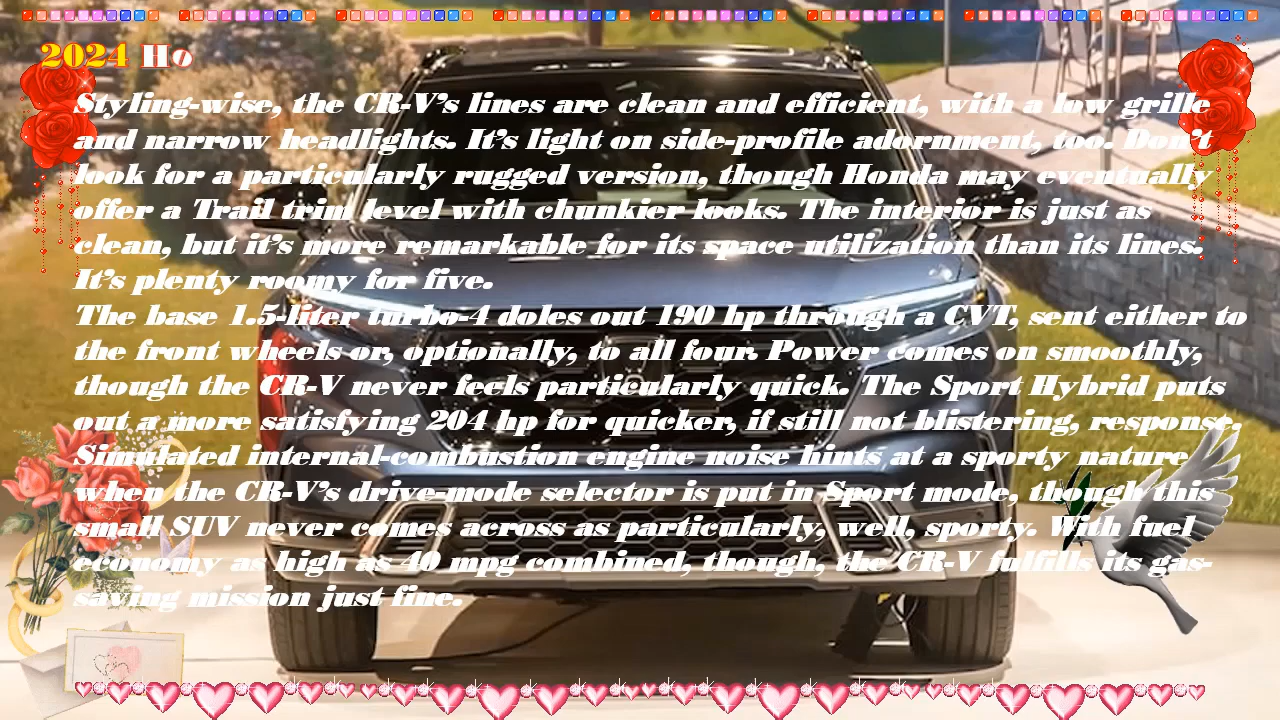 2024 Ho
Styling-wise, the CR-V’s lines are clean and efficient, with a low grille
and narrow headlights. It’s light on side-profile adornment, too. Don’t
look for a particularly rugged version, though Honda may eventually
offer a Trail trim level with chunkier looks. The interior is just as
clean, but it’s more remarkable for its space utilization than its lines.
It’s plenty roomy for five.
The base 1.5-liter turbo-4 doles out 190 hp through a CVT, sent either to
the front wheels or, optionally, to all four. Power comes on smoothly,
though the CR-V never feels particularly quick. The Sport Hybrid puts
out a more satisfying 204 hp for quicker, if still not blistering, response.
Simulated internal-combustion engine noise hints at a sporty nature
when the CR-V’s drive-mode selector is put in Sport mode, though this
small SUV never comes across as particularly, well, sporty. With fuel
economy as high as 40 mpg combined, though, the CR-V fulfills its gas-
saving mission just fine.